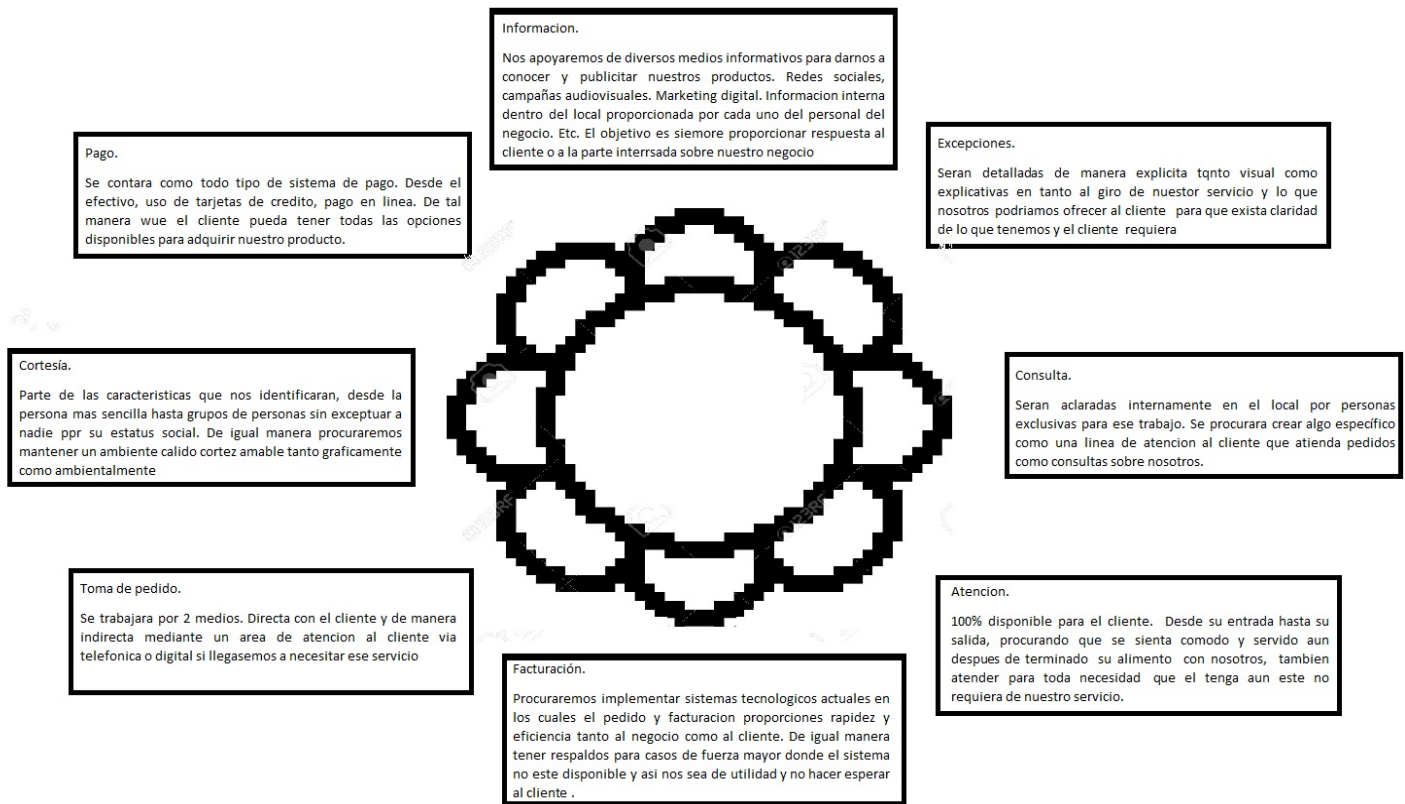 Informacion.
Nos apoyaremos de diversos medios informativos para darnos a
conocer y publicitar nuestros productos. Redes sociales,
campañas audiovisuales. Marketing digital. Informacion interna
dentro del local proporcionada por cada uno del personal del
negocio. Etc. El objetivo es siemore proporcionar respuesta al
cliente o a la parte interrsada sobre nuestro negocio
Excepciones.
Seran detalladas de manera explicita tqnto visual como
explicativas en tanto al giro de nuestor servicio y lo que
nosotros podriamos ofrecer al cliente para que exista claridad
de lo que tenemos y el cliente requiera
Consulta.
Seran aclaradas internamente en el local por personas
exclusivas para ese trabajo. Se procurara crear algo específico
como una linea de atencion al cliente que atienda pedidos
como consultas sobre nosotros.
Atencion.
100% disponible para el cliente. Desde su entrada hasta su
salida, procurando que se sienta comodo y servido aun
despues de terminado su alimento con nosotros, tambien
atender para toda necesidad que el tenga aun este no
requiera de nuestro servicio.
Facturación.
Procuraremos implementar sistemas tecnologicos actuales en
los cuales el pedido y facturacion proporciones rapidez y
eficiencia tanto al negocio como al cliente. De igual manera
tener respaldos para casos de fuerza mayor donde el sistema
no este disponible y asi nos sea de utilidad y no hacer esperar
al cliente .
Toma de pedido.
Se trabajara por 2 medios. Directa con el cliente y de manera
indirecta mediante un area de atencion al cliente via
telefonica o digital si llegasemos a necesitar ese servicio
Cortesía.
Parte de las caracteristicas que nos identificaran, desde la
persona mas sencilla hasta grupos de personas sin exceptuar a
nadie ppr su estatus social. De igual manera procuraremos
mantener un ambiente calido cortez amable tanto graficamente
como ambientalmente
Pago.
Se contara como todo tipo de sistema de pago. Desde el
efectivo, uso de tarjetas de credito, pago en linea. De tal
manera wue el cliente pueda tener todas las opciones
disponibles para adquirir nuestro producto.
123RF
123RF
123RF
123RF